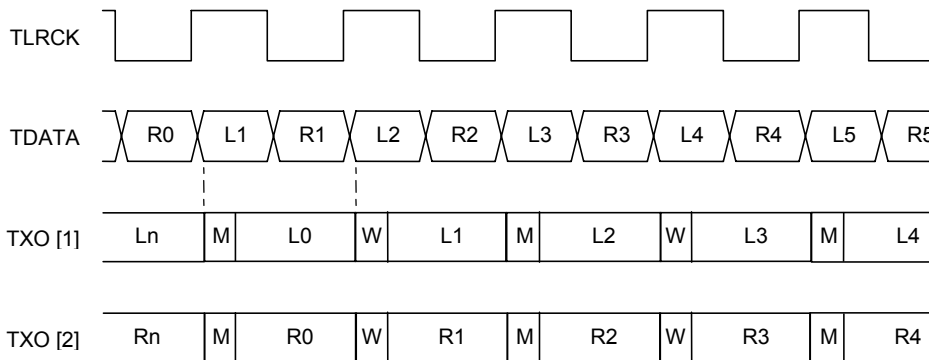 TLRCK
TDATA R0 L1 R1 L2 R2 L3 R3 L4 R4 L5 R5
TXO [1] Ln M L0 W L1 M L2 W L3 M L4
TXO [2] Rn M R0 W R1 M R2 W R3 M R4